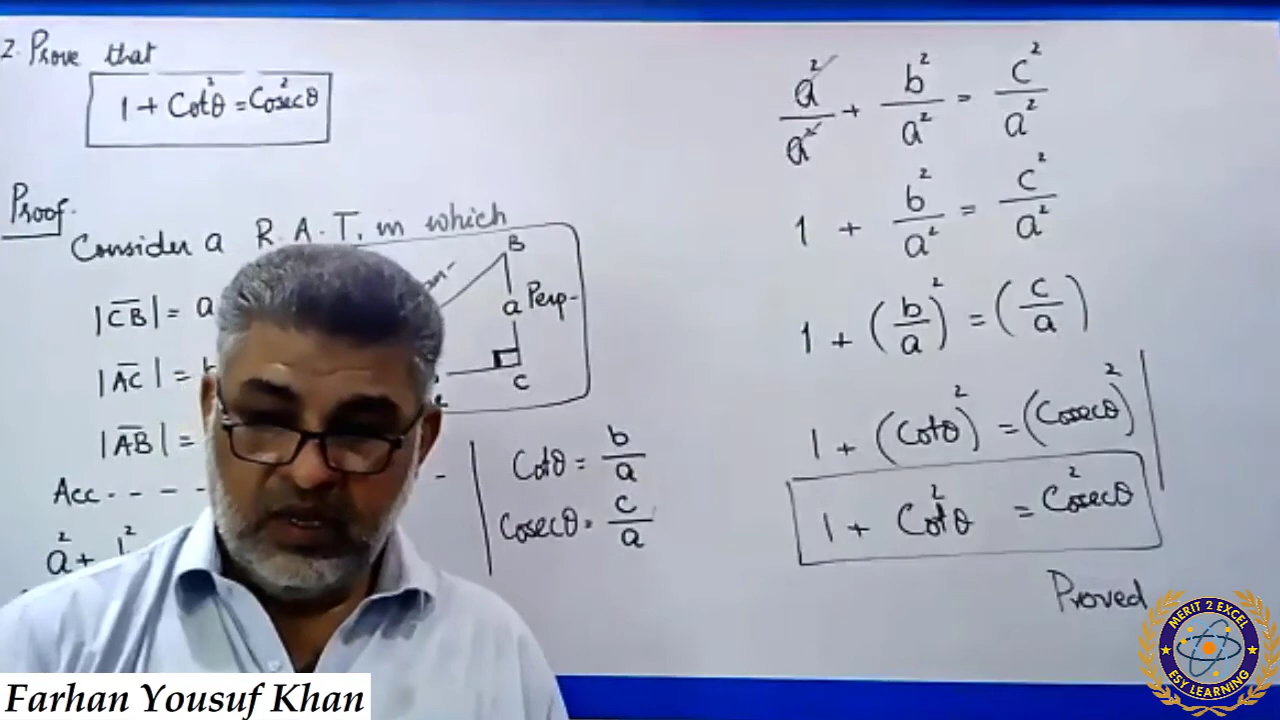 2. Prove that
1 + Cot²θ = Cosec²θ
Proof.
Consider a R.A.T. in which
|CB| = a
|AC| =
|AB| =
Acc - - - -
a² +
B
a Perp-
C
Cotθ = b/a
Cosecθ = c/a
a²/a² + b²/a² = c²/a²
1 + b²/a² = c²/a²
1 + (b/a)² = (c/a)
1 + (Cotθ)² = (Cosecθ)²
1 + Cot²θ = Cosec²θ
Proved
MERIT 2 EXCEL
ESY LEARNING
Farhan Yousuf Khan